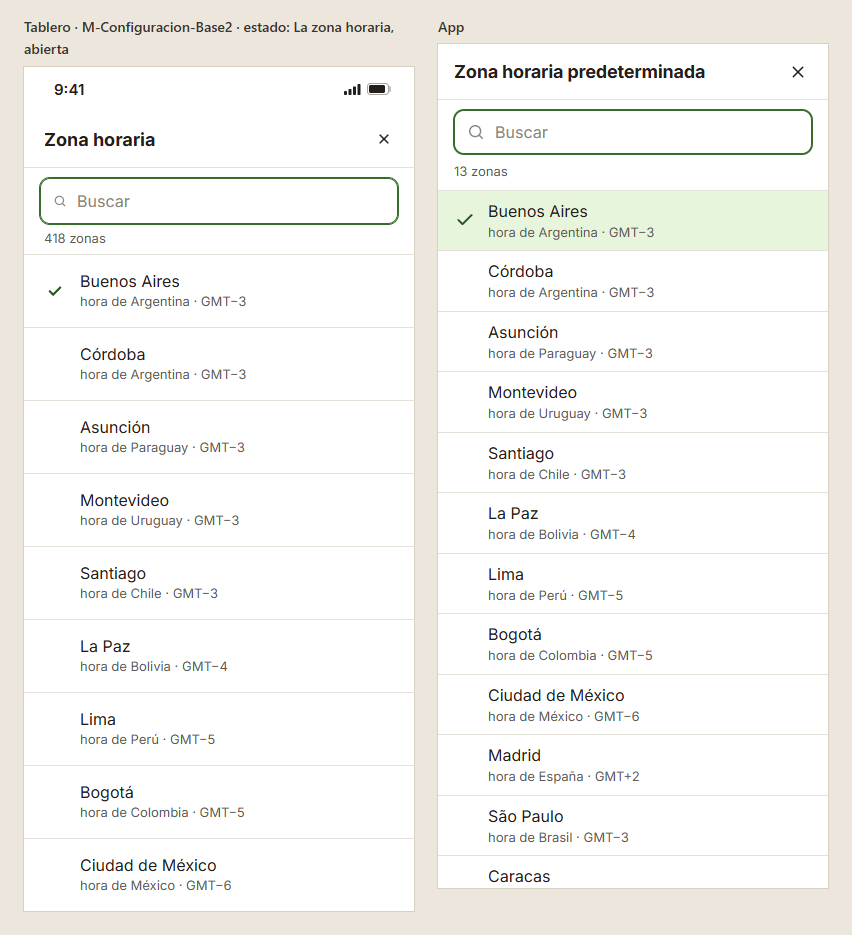 Tablero · M-Configuracion-Base2 · estado: La zona horaria,
abierta
9:41
Zona horaria
Buscar
418 zonas
Buenos Aires
hora de Argentina · GMT−3
Córdoba
hora de Argentina · GMT−3
Asunción
hora de Paraguay · GMT−3
Montevideo
hora de Uruguay · GMT−3
Santiago
hora de Chile · GMT−3
La Paz
hora de Bolivia · GMT−4
Lima
hora de Perú · GMT−5
Bogotá
hora de Colombia · GMT−5
Ciudad de México
hora de México · GMT−6
App
Zona horaria predeterminada
Buscar
13 zonas
Buenos Aires
hora de Argentina · GMT−3
Córdoba
hora de Argentina · GMT−3
Asunción
hora de Paraguay · GMT−3
Montevideo
hora de Uruguay · GMT−3
Santiago
hora de Chile · GMT−3
La Paz
hora de Bolivia · GMT−4
Lima
hora de Perú · GMT−5
Bogotá
hora de Colombia · GMT−5
Ciudad de México
hora de México · GMT−6
Madrid
hora de España · GMT+2
São Paulo
hora de Brasil · GMT−3
Caracas